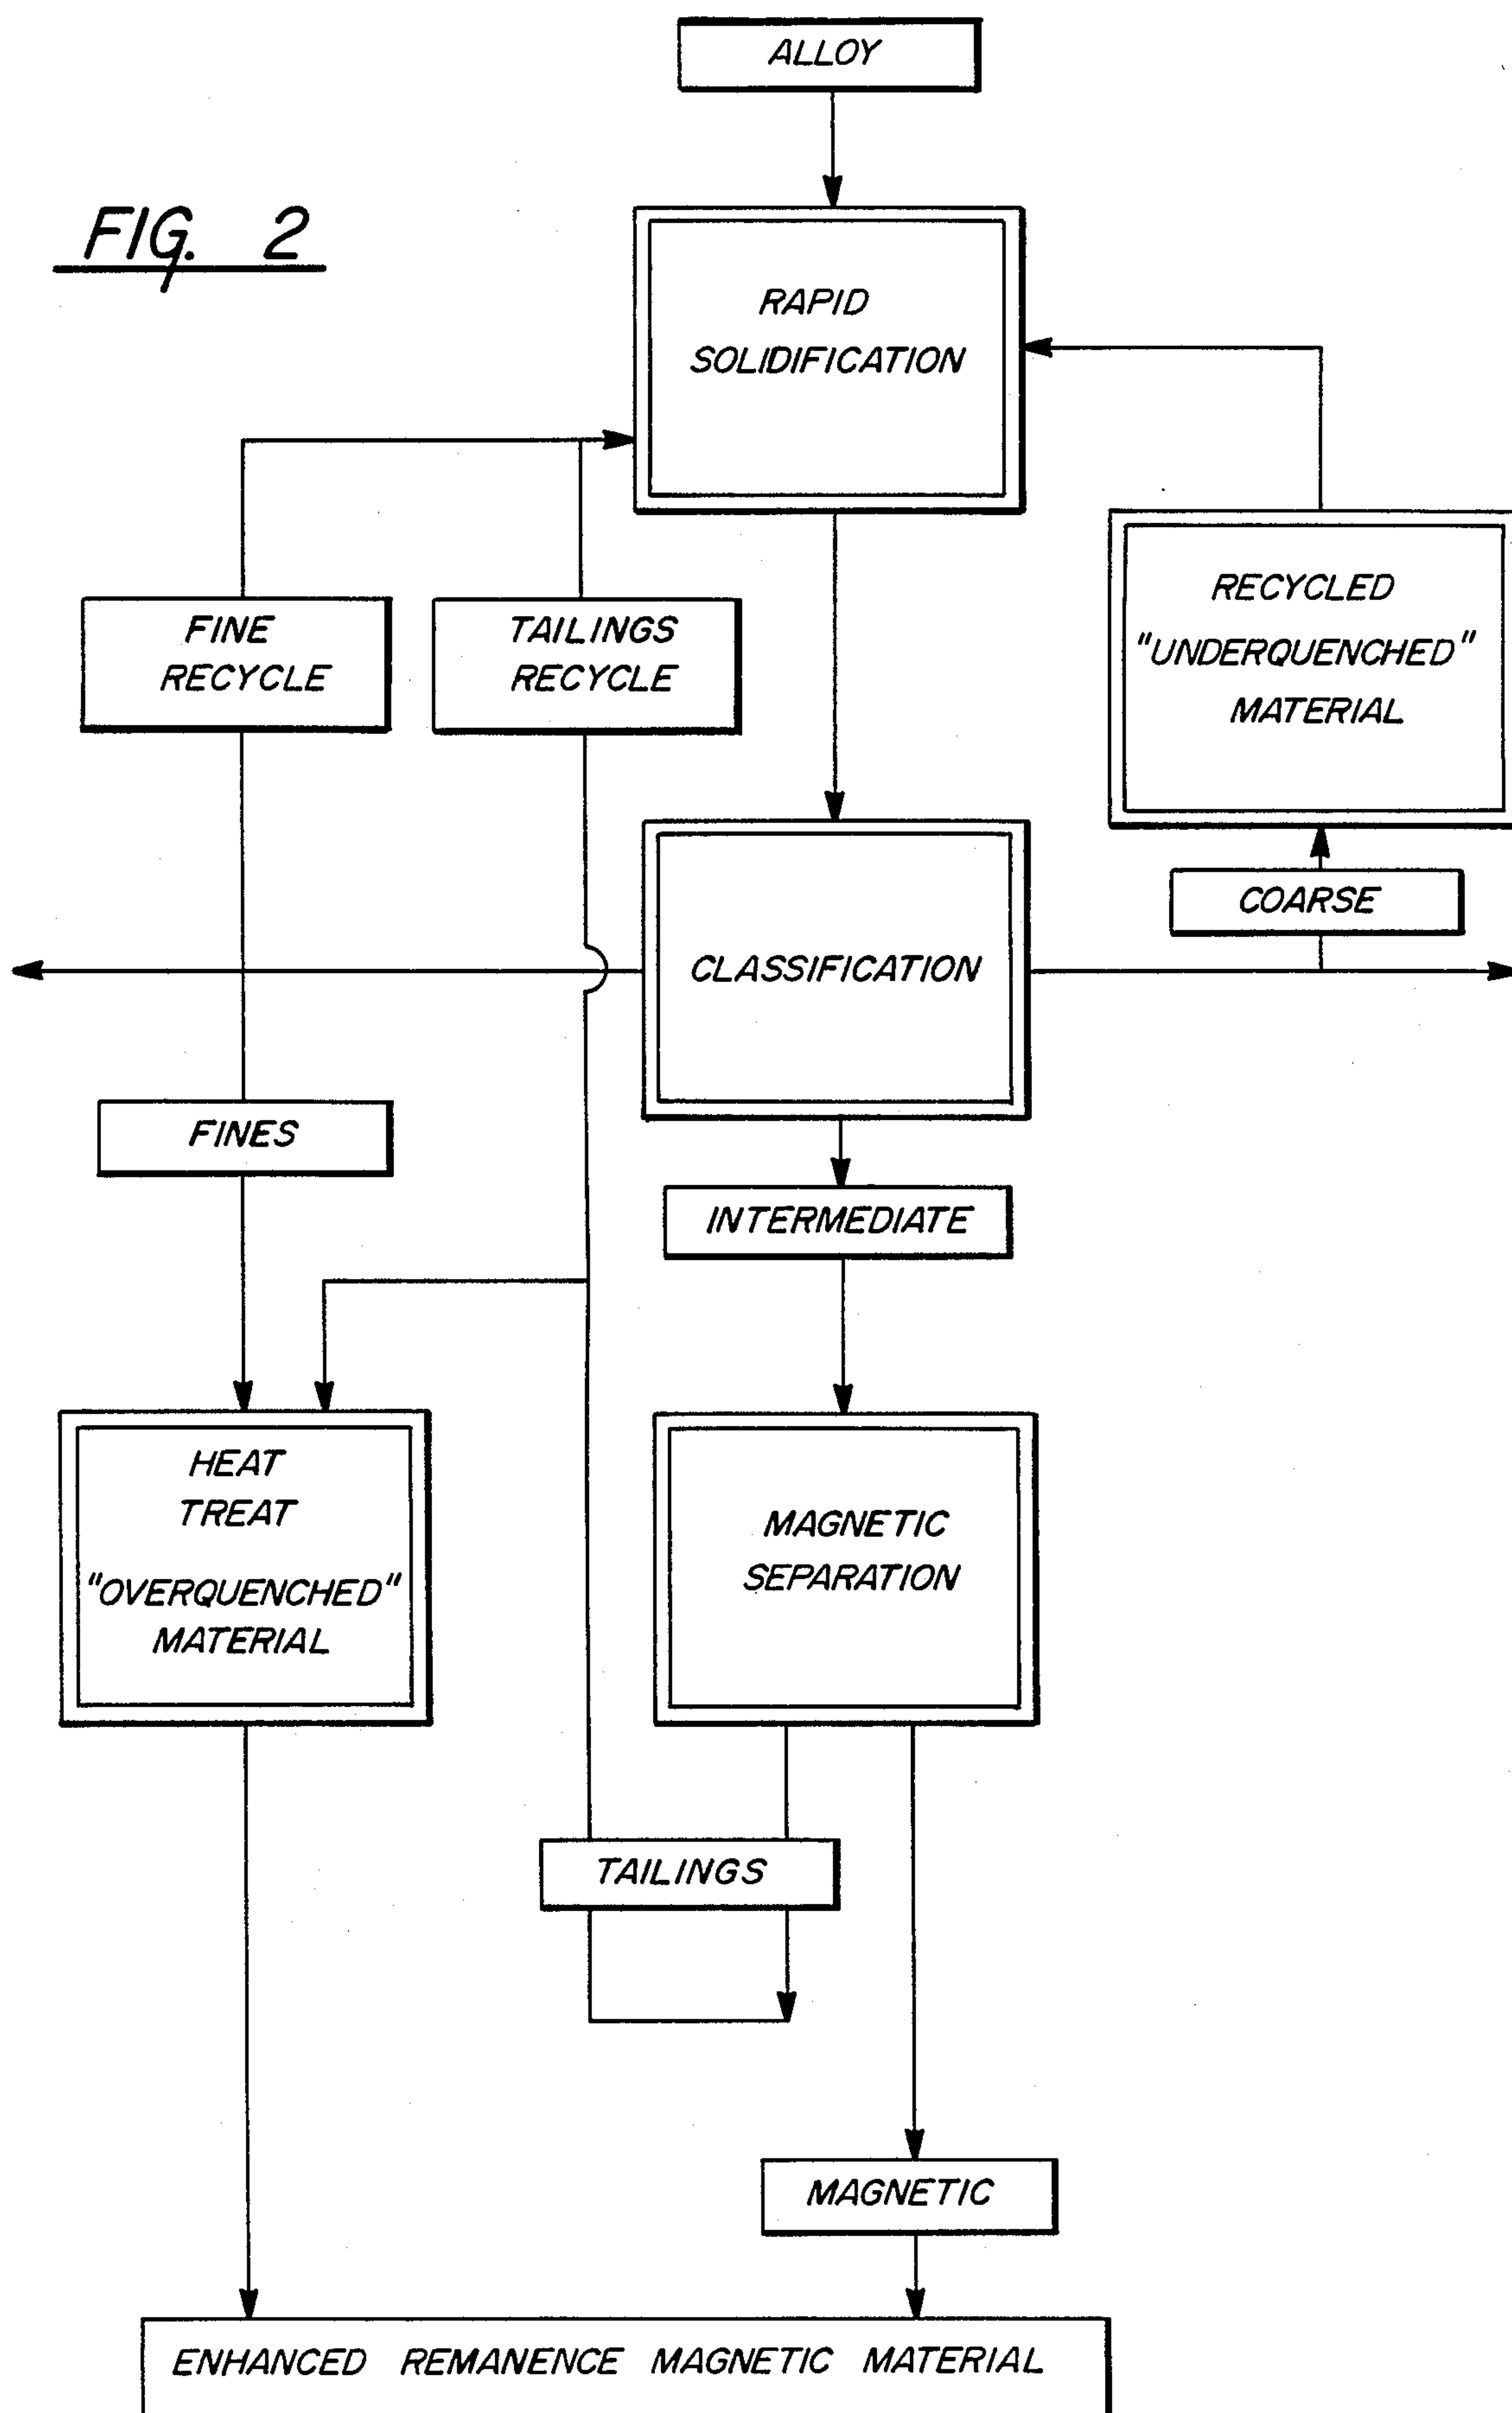 ALLOY
FIG. 2
RAPID
SOLIDIFICATION
FINE
RECYCLE
TAILINGS
RECYCLE
RECYCLED
"UNDERQUENCHED"
MATERIAL
COARSE
CLASSIFICATION
FINES
INTERMEDIATE
HEAT
TREAT
"OVERQUENCHED"
MATERIAL
MAGNETIC
SEPARATION
TAILINGS
MAGNETIC
ENHANCED REMANENCE MAGNETIC MATERIAL